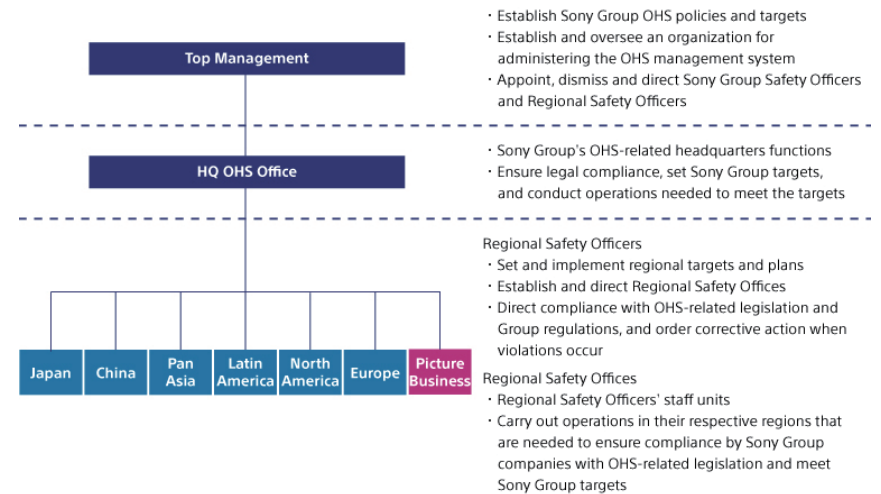 Top Management
・Establish Sony Group OHS policies and targets
・Establish and oversee an organization for
administering the OHS management system
・Appoint, dismiss and direct Sony Group Safety Officers
and Regional Safety Officers
HQ OHS Office
・Sony Group's OHS-related headquarters functions
・Ensure legal compliance, set Sony Group targets,
and conduct operations needed to meet the targets
Japan
China
Pan
Asia
Latin
America
North
America
Europe
Picture
Business
Regional Safety Officers
・Set and implement regional targets and plans
・Establish and direct Regional Safety Offices
・Direct compliance with OHS-related legislation and
Group regulations, and order corrective action when
violations occur
Regional Safety Offices
・Regional Safety Officers' staff units
・Carry out operations in their respective regions that
are needed to ensure compliance by Sony Group
companies with OHS-related legislation and meet
Sony Group targets